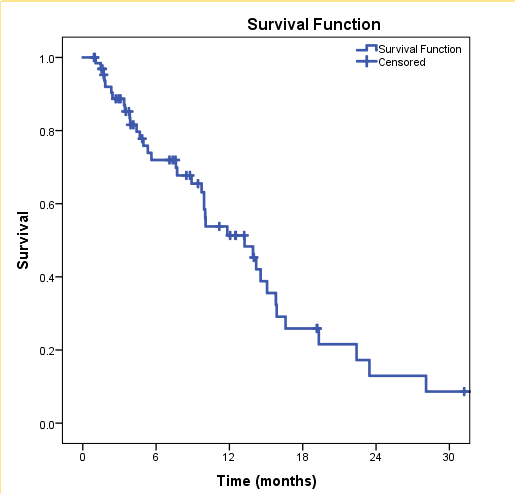 Survival Function
Survival Function
Censored
1.0
0.8
0.6
0.4
0.2
0.0
Survival
0 6 12 18 24 30
Time (months)